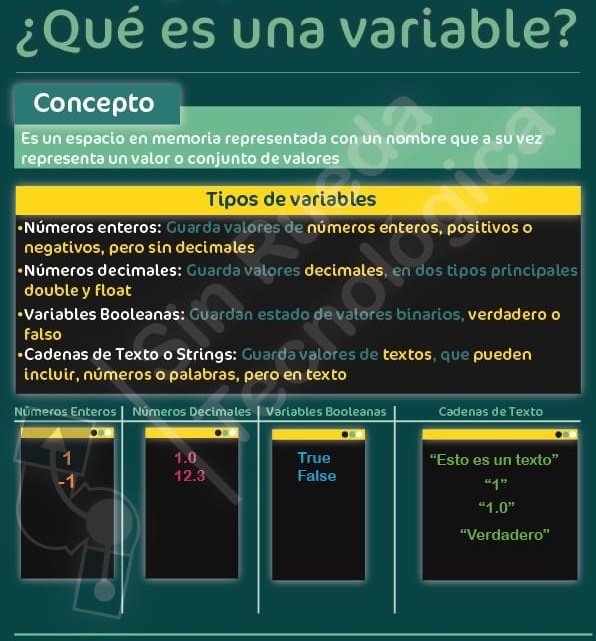 ¿Qué es una variable?
Concepto
Es un espacio en memoria representada con un nombre que a su vez
representa un valor o conjunto de valores
Tipos de variables
•Números enteros: Guarda valores de números enteros, positivos o
negativos, pero sin decimales
•Números decimales: Guarda valores decimales, en dos tipos principales
double y float
•Variables Booleanas: Guardan estado de valores binarios, verdadero o
falso
•Cadenas de Texto o Strings: Guarda valores de textos, que pueden
incluir, números o palabras, pero en texto
Números Enteros
1
-1
Números Decimales
1.0
12.3
Variables Booleanas
True
False
Cadenas de Texto
“Esto es un texto”
“1”
“1.0”
“Verdadero”
Sin Rueda
Tecnológica